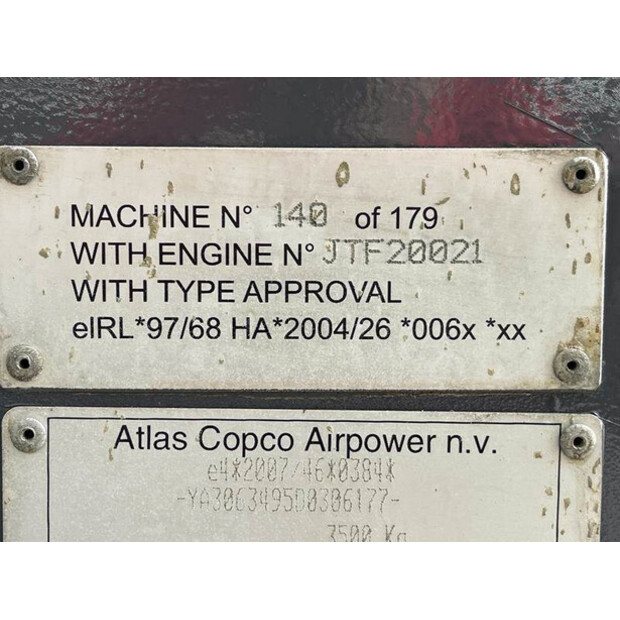 MACHINE N° 140 of 179
WITH ENGINE N° JTF20021
WITH TYPE APPROVAL
eIRL*97/68 HA*2004/26 *006x *xx
Atlas Copco Airpower n.v.
e4*2007/46*0384*
-YA3063495D0306177-
3500 Kg